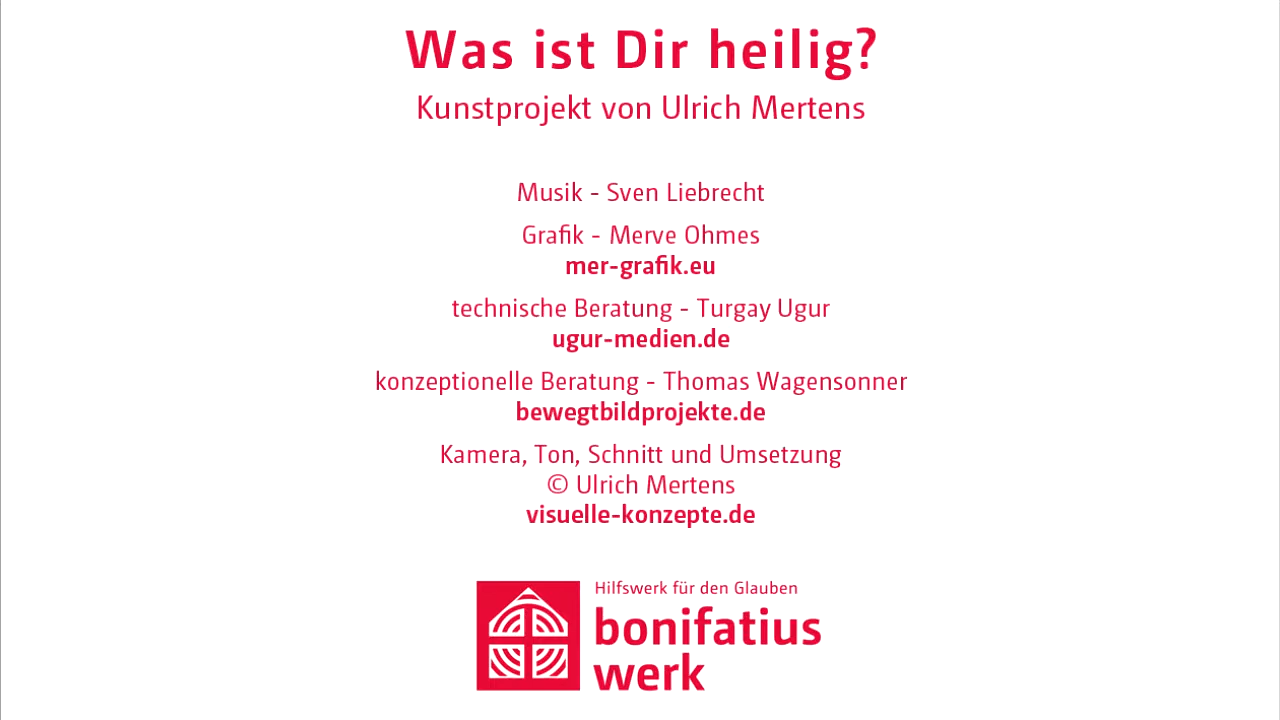 Was ist Dir heilig?
Kunstprojekt von Ulrich Mertens
Musik - Sven Liebrecht
Grafik - Merve Ohmes
mer-grafik.eu
technische Beratung - Turgay Ugur
ugur-medien.de
konzeptionelle Beratung - Thomas Wagensonner
bewegtbildprojekte.de
Kamera, Ton, Schnitt und Umsetzung
© Ulrich Mertens
visuelle-konzepte.de
Hilfswerk für den Glauben
bonifatius
werk